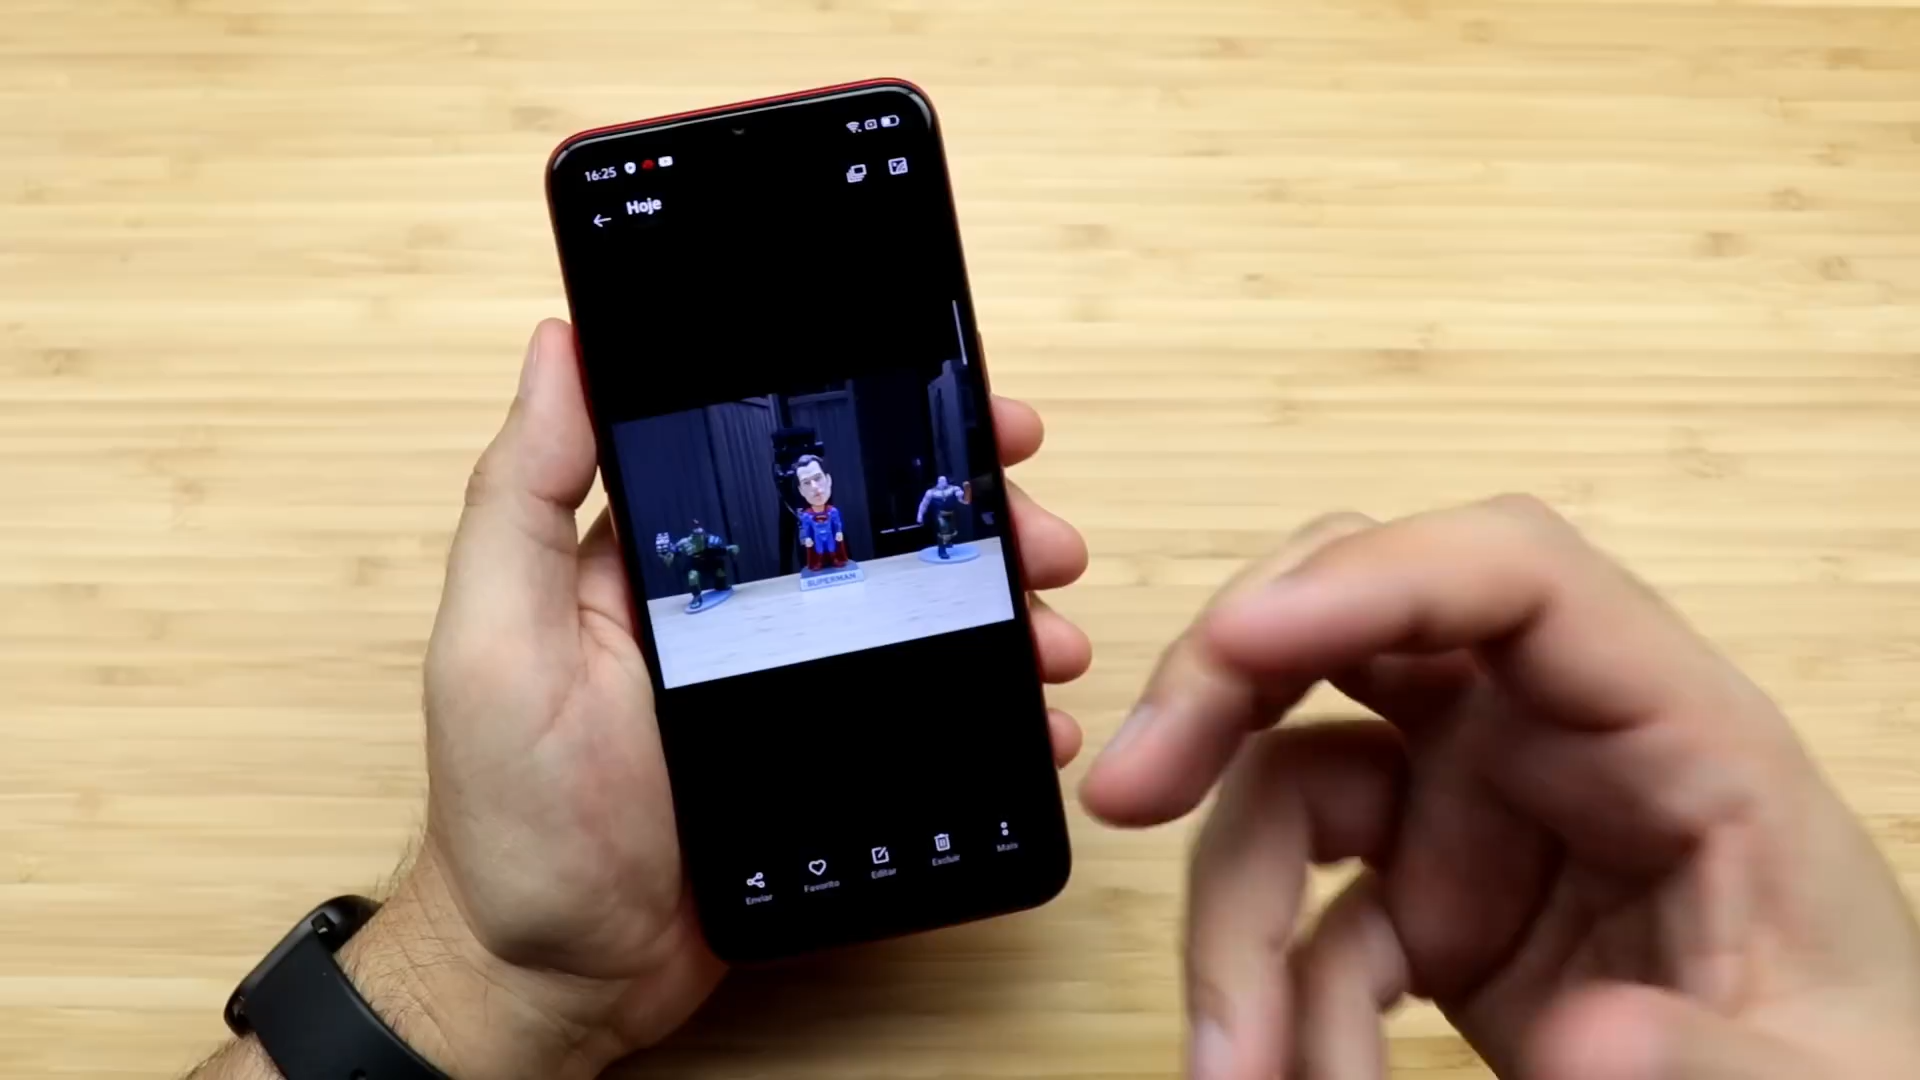 16:25
Hoje
SUPERMAN
Enviar
Favorito
Editar
Excluir
Mais